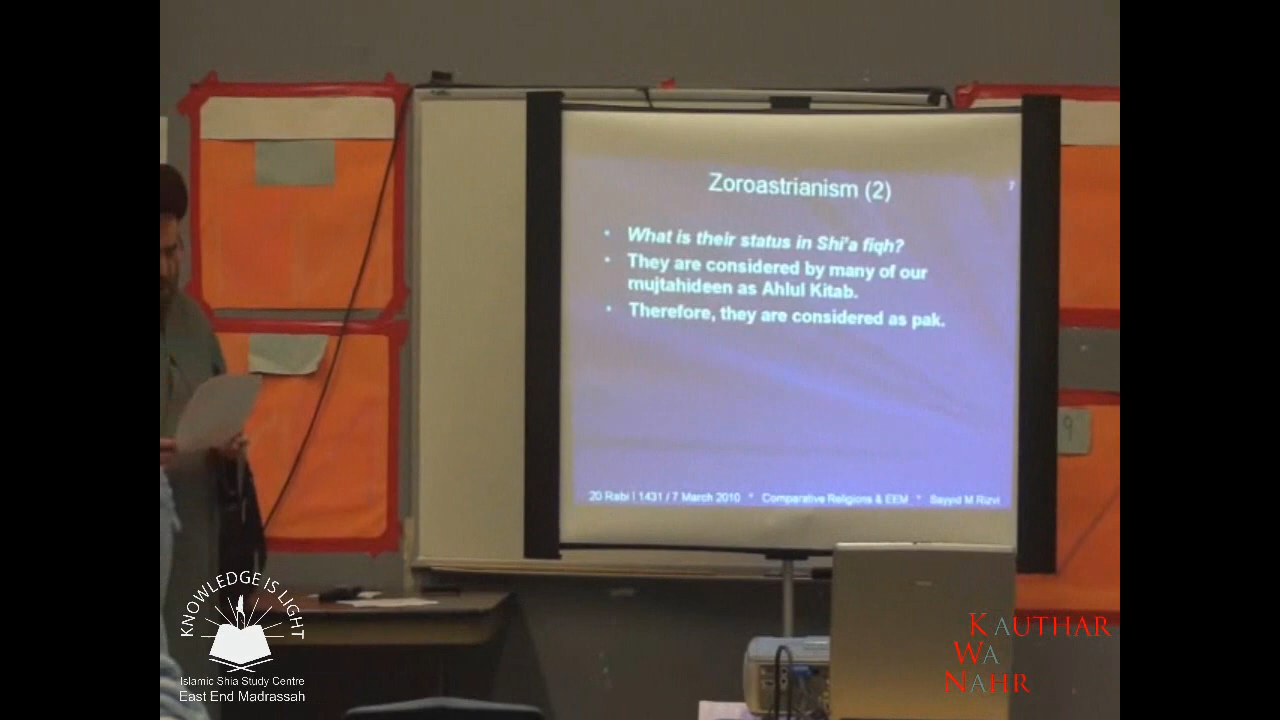 Zoroastrianism (2)
7
• What is their status in Shi'a fiqh?
• They are considered by many of our
mujtahideen as Ahlul Kitab.
• Therefore, they are considered as pak.
20 Rabi I 1431 / 7 March 2010 * Comparative Religions & EEM * Sayyid M Rizvi
9
KNOWLEDGE IS LIGHT
Islamic Shia Study Centre
East End Madrassah
KAUTHAR
WA
NAHR